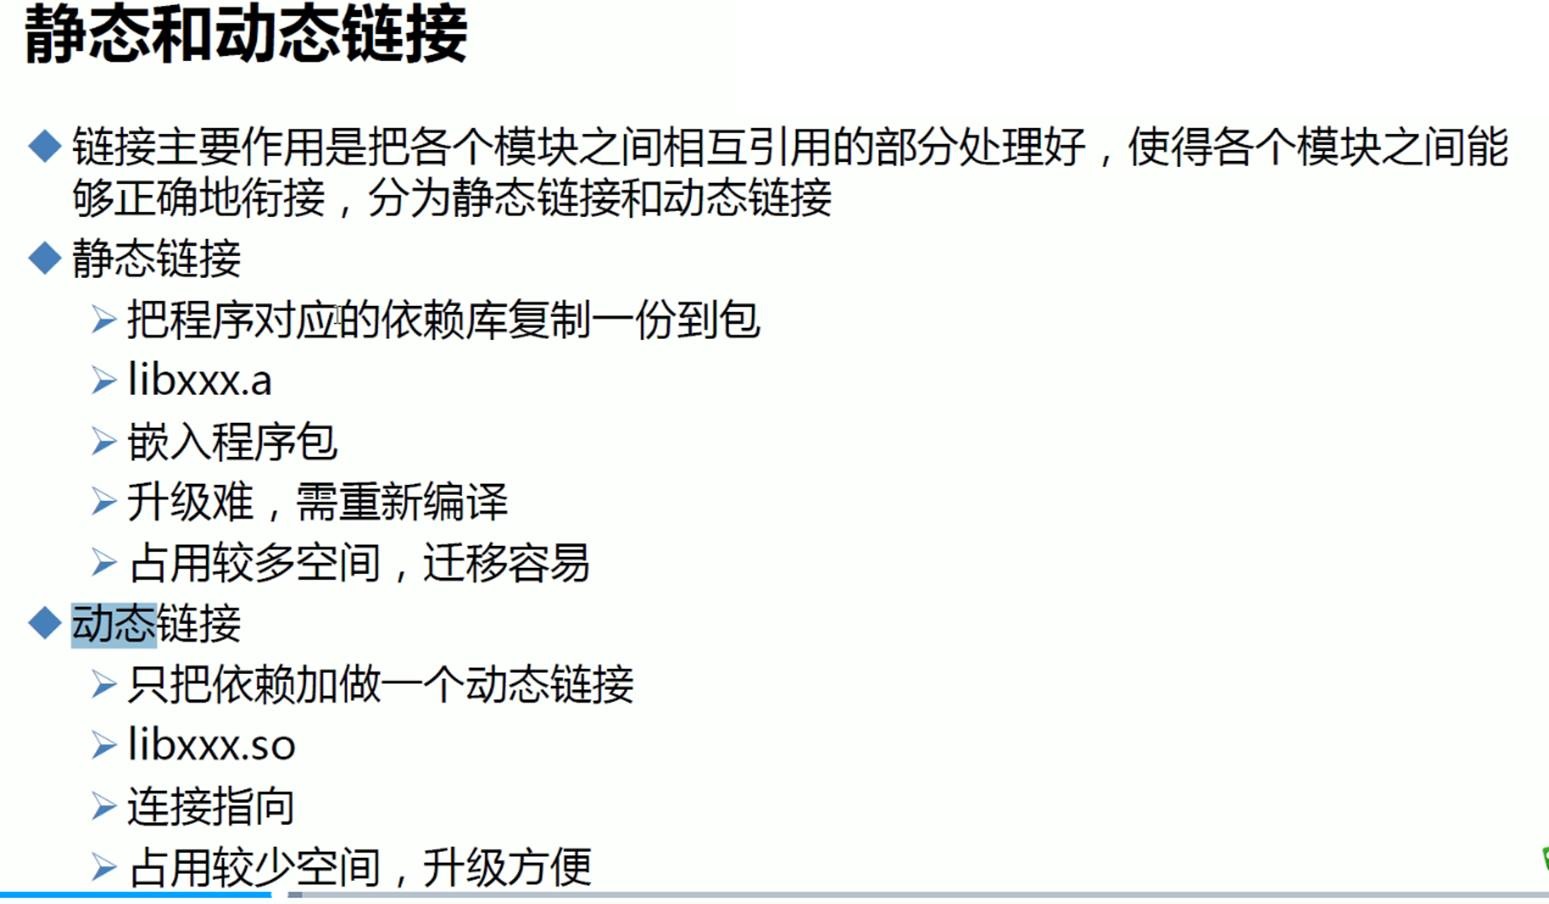 静态和动态链接
链接主要作用是把各个模块之间相互引用的部分处理好，使得各个模块之间能
够正确地衔接，分为静态链接和动态链接
静态链接
把程序对应的依赖库复制一份到包
libxxx.a
嵌入程序包
升级难，需重新编译
占用较多空间，迁移容易
动态链接
只把依赖加做一个动态链接
libxxx.so
连接指向
占用较少空间，升级方便